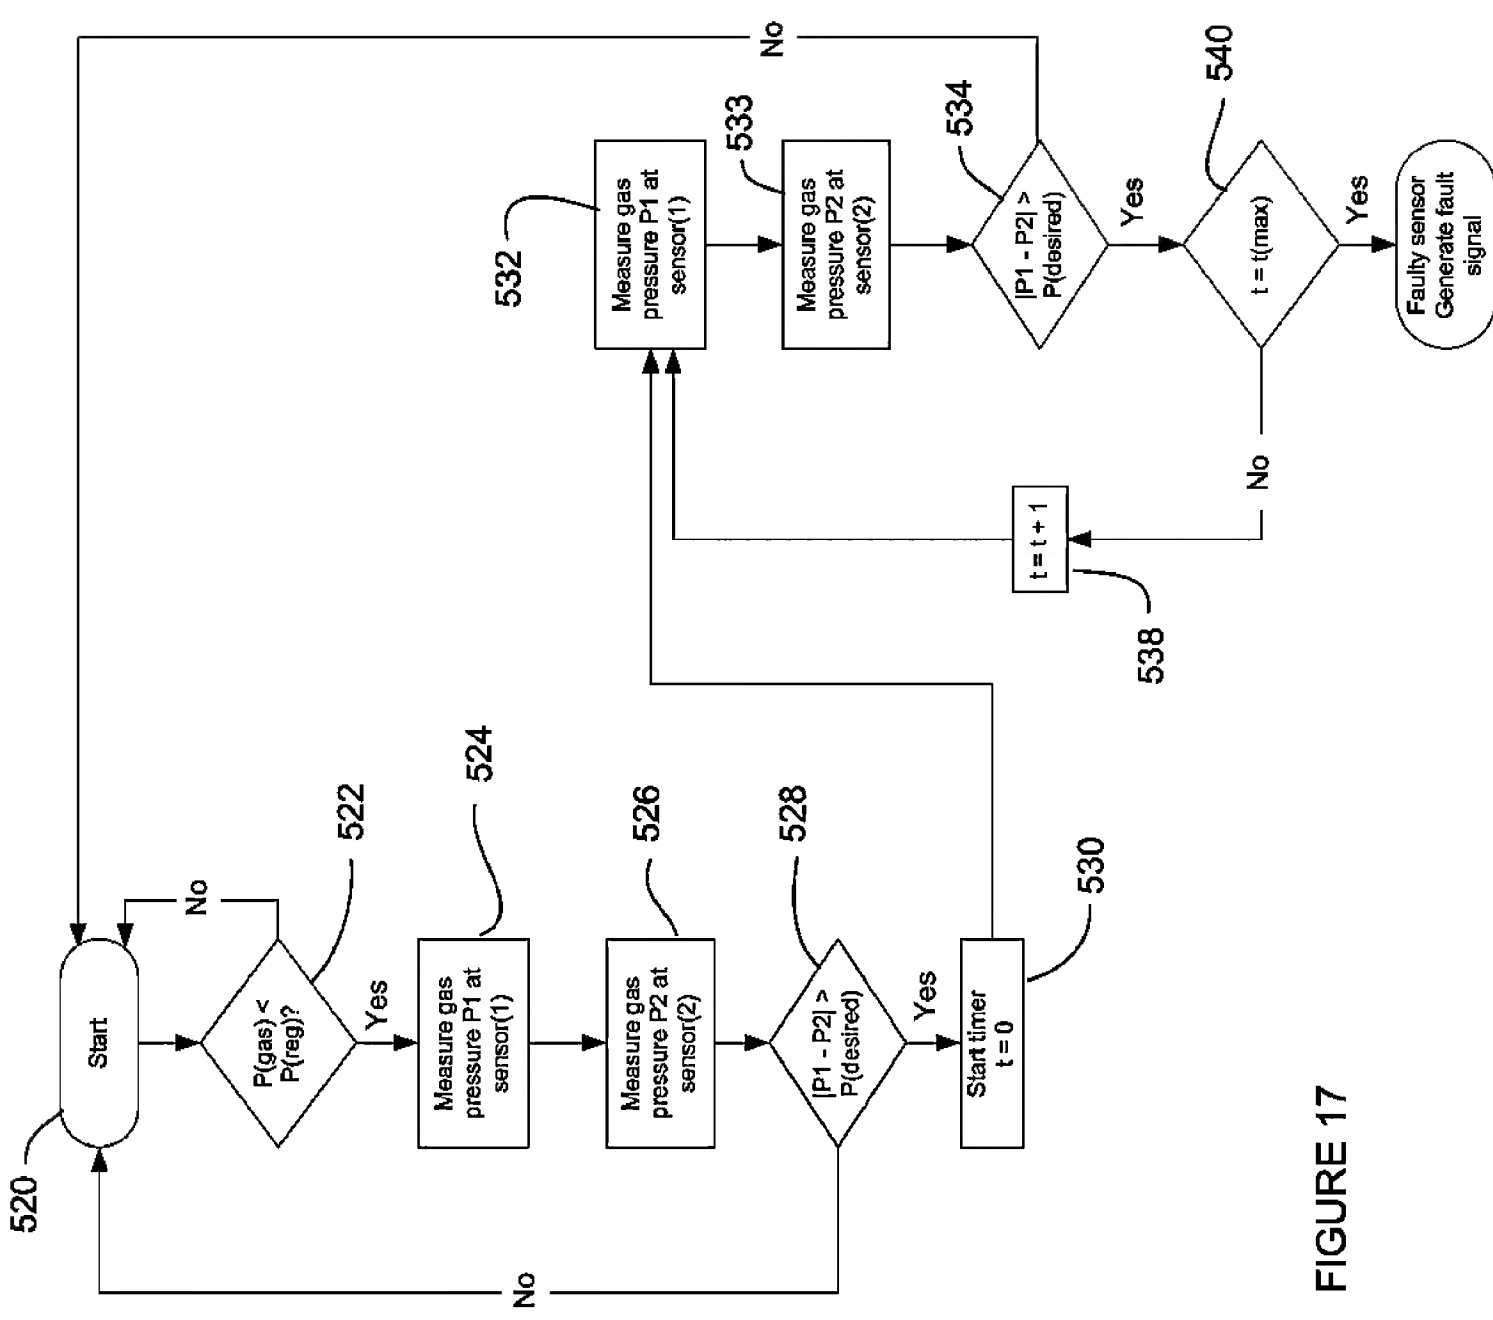 520
Start
No
P(gas) <
P(reg)?
522
Yes
Measure gas
pressure P1 at
sensor(1)
524
Measure gas
pressure P2 at
sensor(2)
526
|P1 - P2| >
P(desired)
528
No
Yes
Start timer
t = 0
530
Measure gas
pressure P1 at
sensor(1)
532
Measure gas
pressure P2 at
sensor(2)
533
|P1 - P2| >
P(desired)
534
No
Yes
t = t(max)
540
No
t = t + 1
538
Yes
Faulty sensor
Generate fault
signal
FIGURE 17